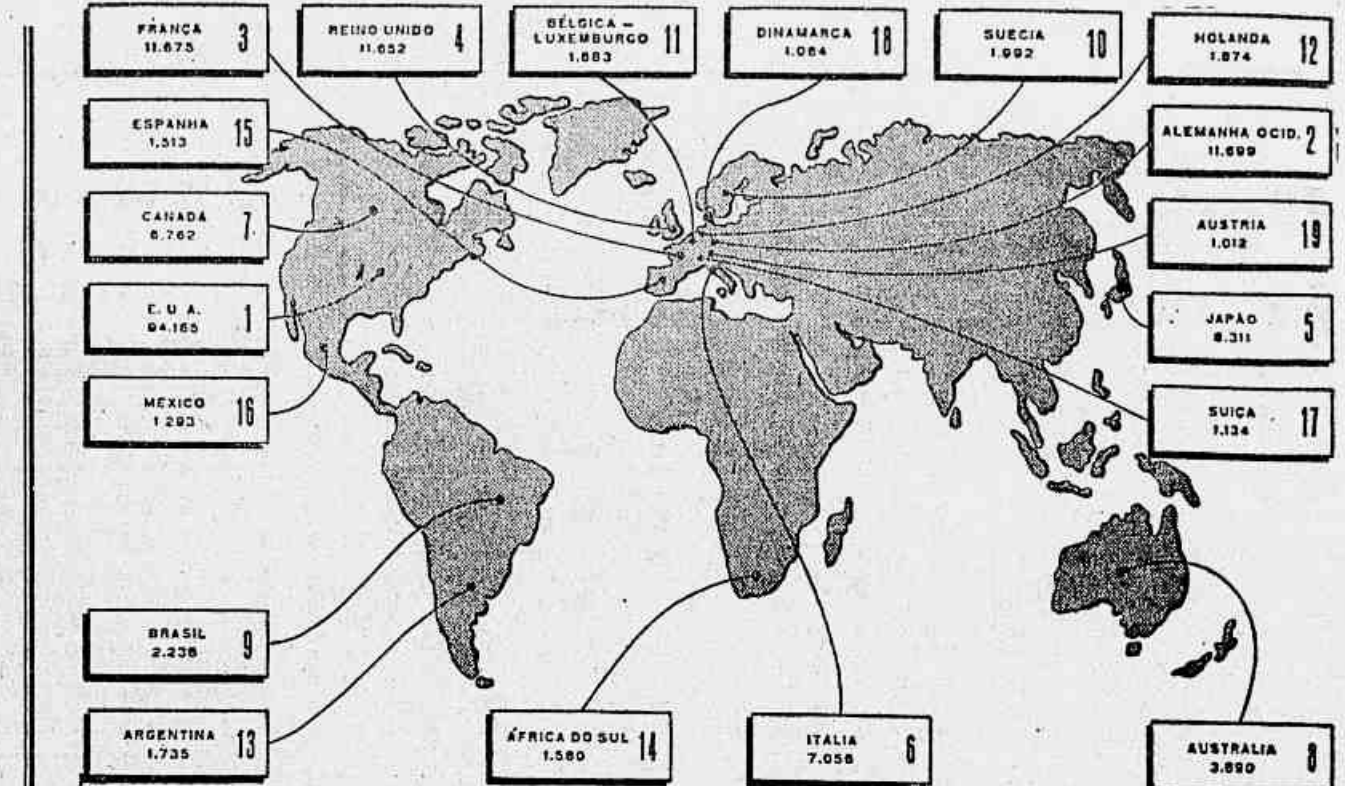 FRANÇA 3
11.675
REINO UNIDO 4
11.652
BÉLGICA –
LUXEMBURGO 11
1.883
DINAMARCA 18
1.064
SUECIA 10
1.992
HOLANDA 12
1.874
ESPANHA 15
1.513
ALEMANHA OCID. 2
11.699
CANADÁ 7
6.762
AUSTRIA 19
1.012
E. U A. 1
94.165
JAPÃO 5
8.311
MEXICO 16
1 293
SUIÇA 17
1.134
BRASIL 9
2.238
ARGENTINA 13
1.735
ÁFRICA DO SUL 14
1.580
ITALIA 6
7.056
AUSTRALIA 8
3.890